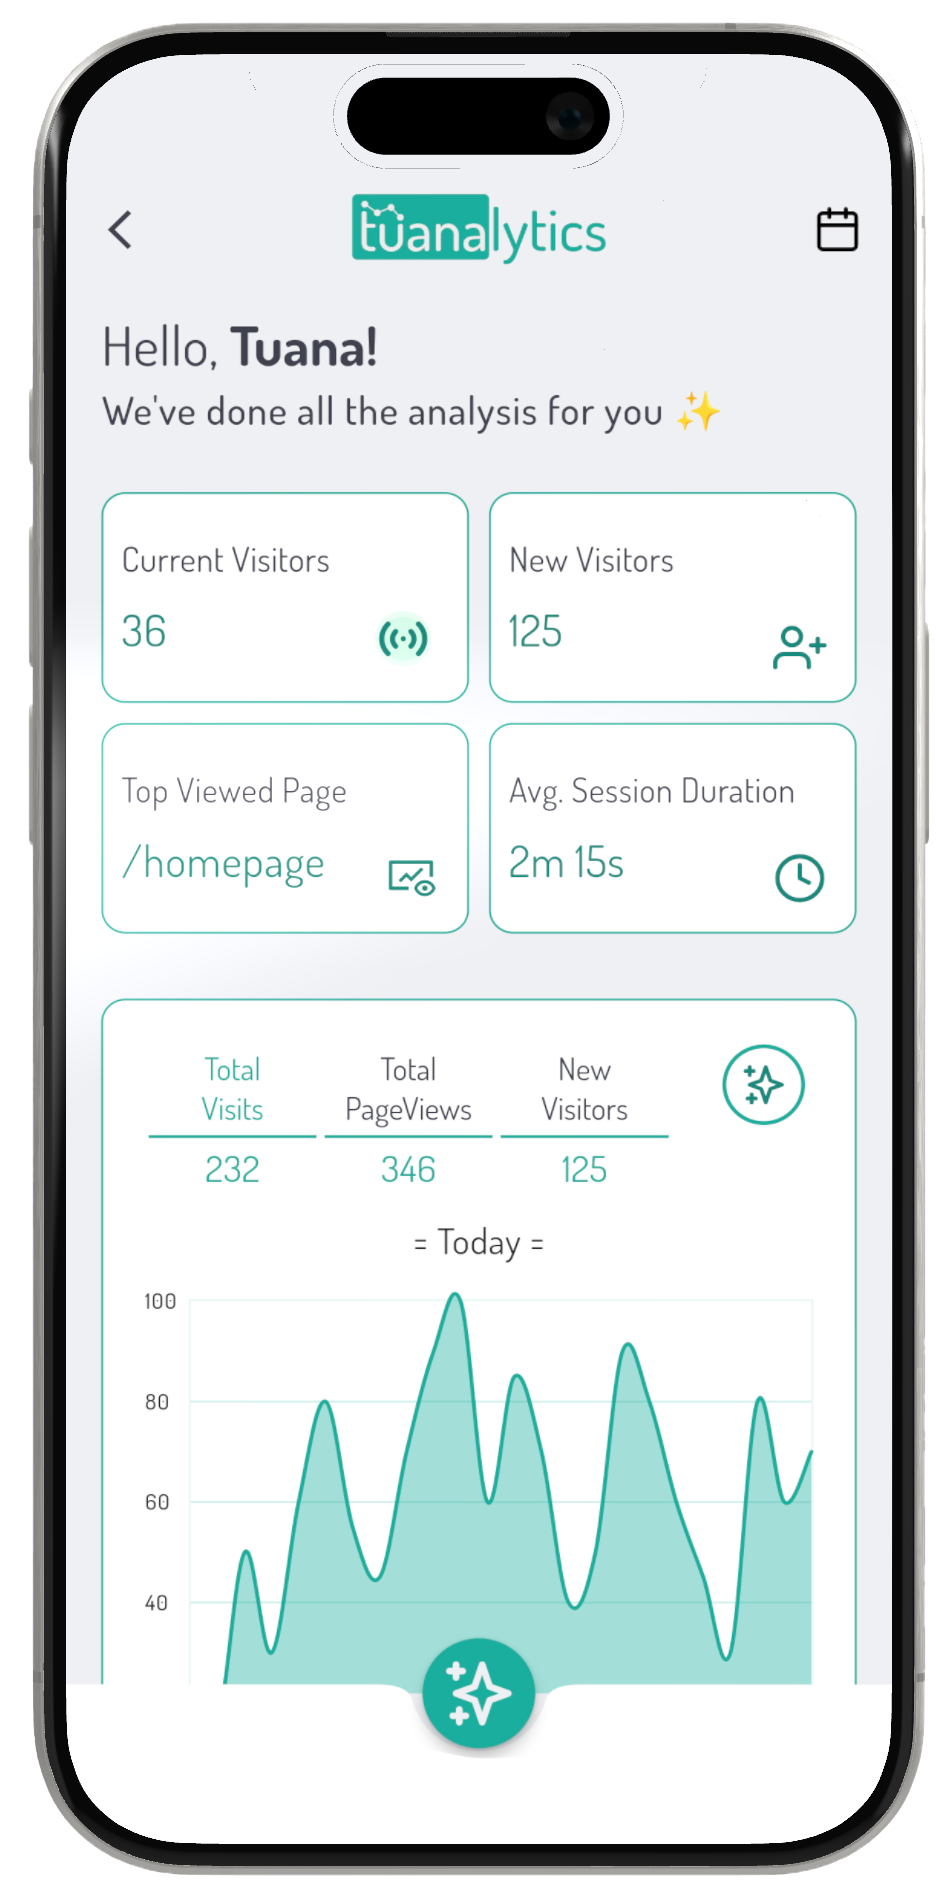 tuanalytics
Hello, Tuana!
We've done all the analysis for you ✨
Current Visitors
36
New Visitors
125
Top Viewed Page
/homepage
Avg. Session Duration
2m 15s
Total
Visits
232
Total
PageViews
346
New
Visitors
125
= Today =
100
80
60
40